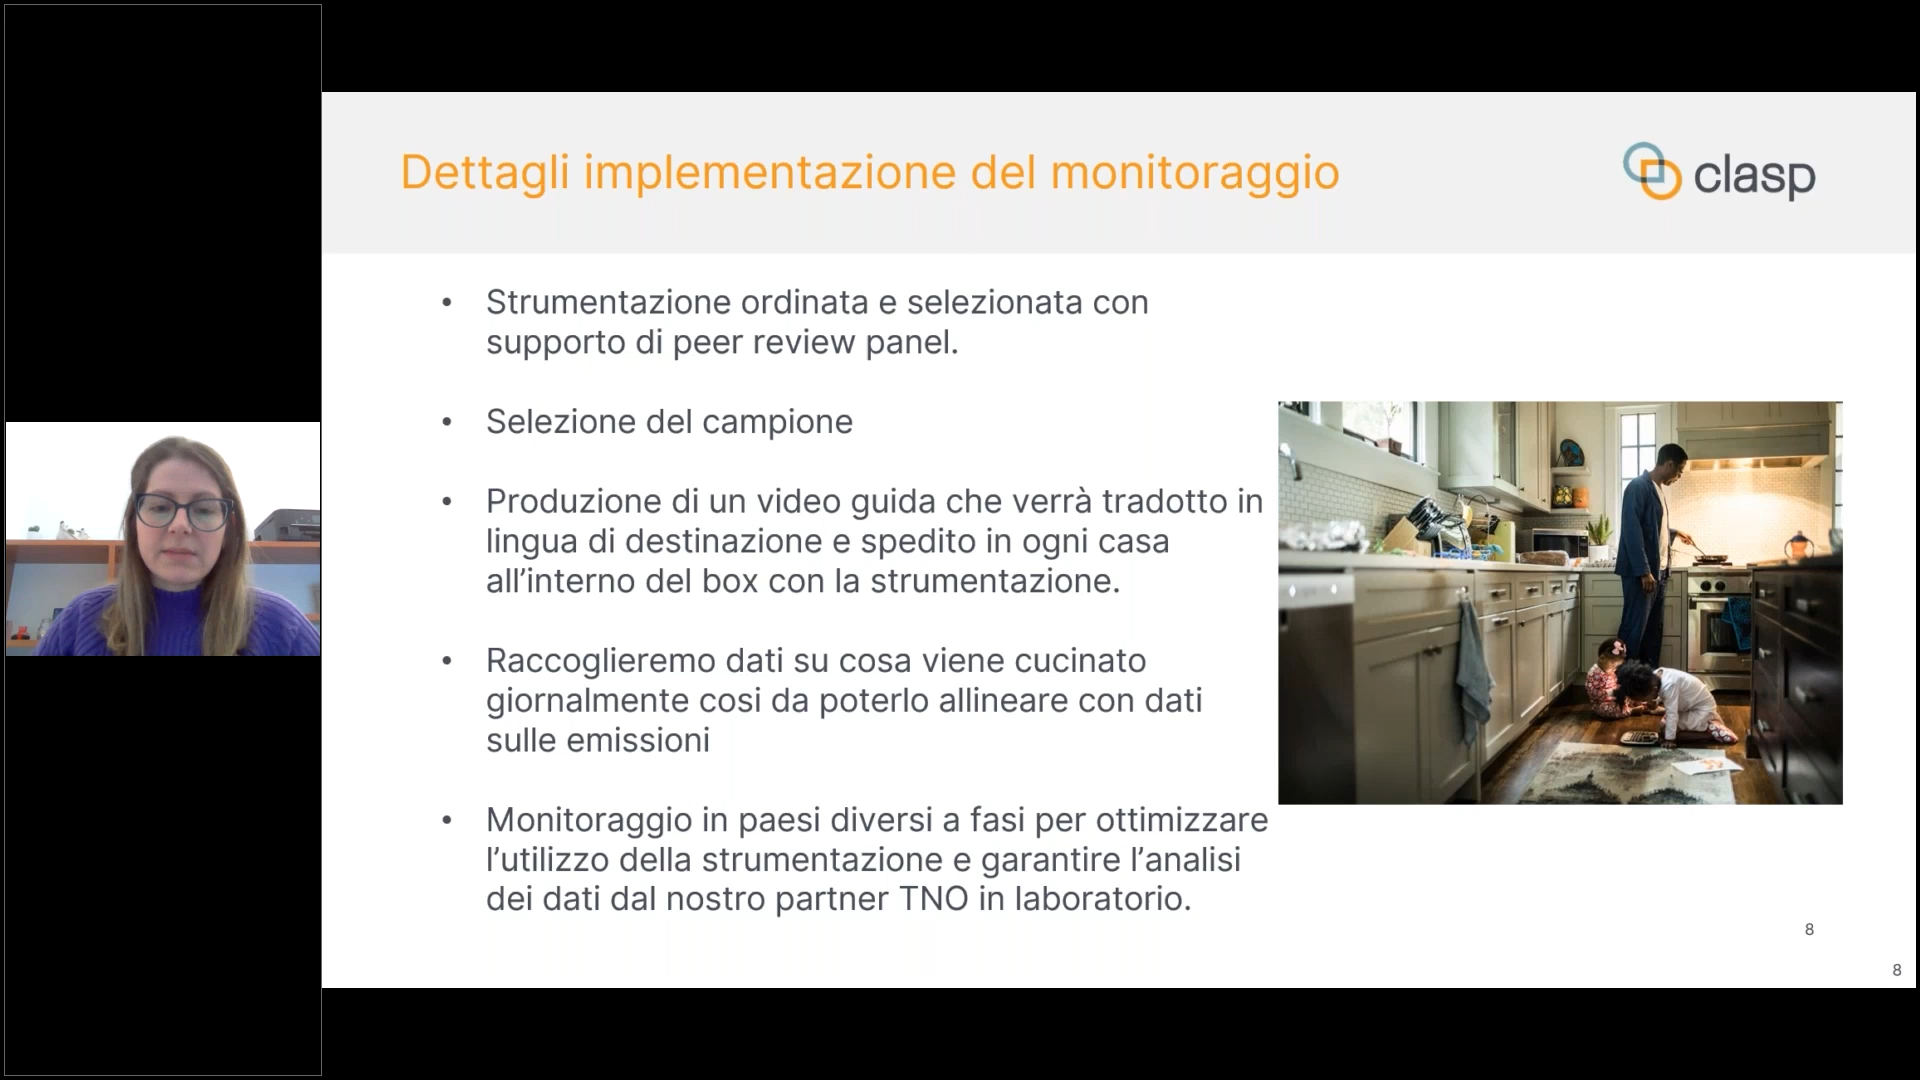 Dettagli implementazione del monitoraggio
clasp
• Strumentazione ordinata e selezionata con
supporto di peer review panel.
• Selezione del campione
• Produzione di un video guida che verrà tradotto in
lingua di destinazione e spedito in ogni casa
all’interno del box con la strumentazione.
• Raccoglieremo dati su cosa viene cucinato
giornalmente cosi da poterlo allineare con dati
sulle emissioni
• Monitoraggio in paesi diversi a fasi per ottimizzare
l’utilizzo della strumentazione e garantire l’analisi
dei dati dal nostro partner TNO in laboratorio.
8
8